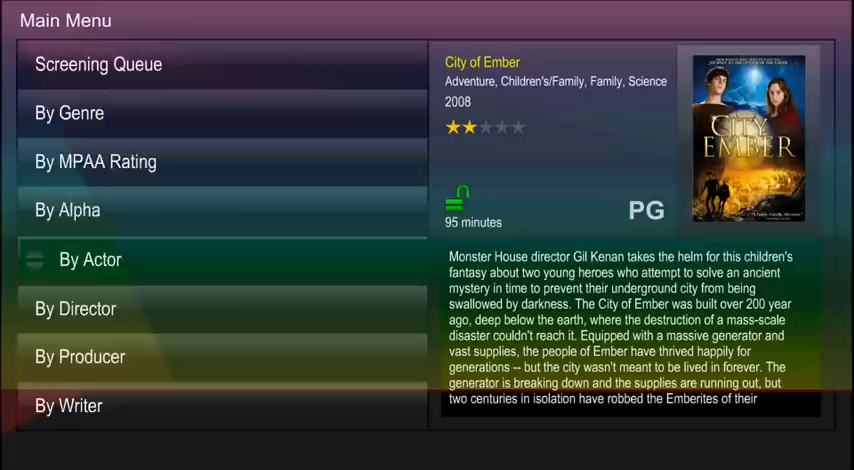 Main Menu
Screening Queue
By Genre
By MPAA Rating
By Alpha
By Actor
By Director
By Producer
By Writer
City of Ember
Adventure, Children's/Family, Family, Science
2008
95 minutes
PG
CITY
EMBER
Monster House director Gil Kenan takes the helm for this children's
fantasy about two young heroes who attempt to solve an ancient
mystery in time to prevent their underground city from being
swallowed by darkness. The City of Ember was built over 200 year
ago, deep below the earth, where the destruction of a mass-scale
disaster couldn't reach it. Equipped with a massive generator and
vast supplies, the people of Ember have thrived happily for
generations -- but the city wasn't meant to be lived in forever. The
generator is breaking down and the supplies are running out, but
two centuries in isolation have robbed the Emberites of their